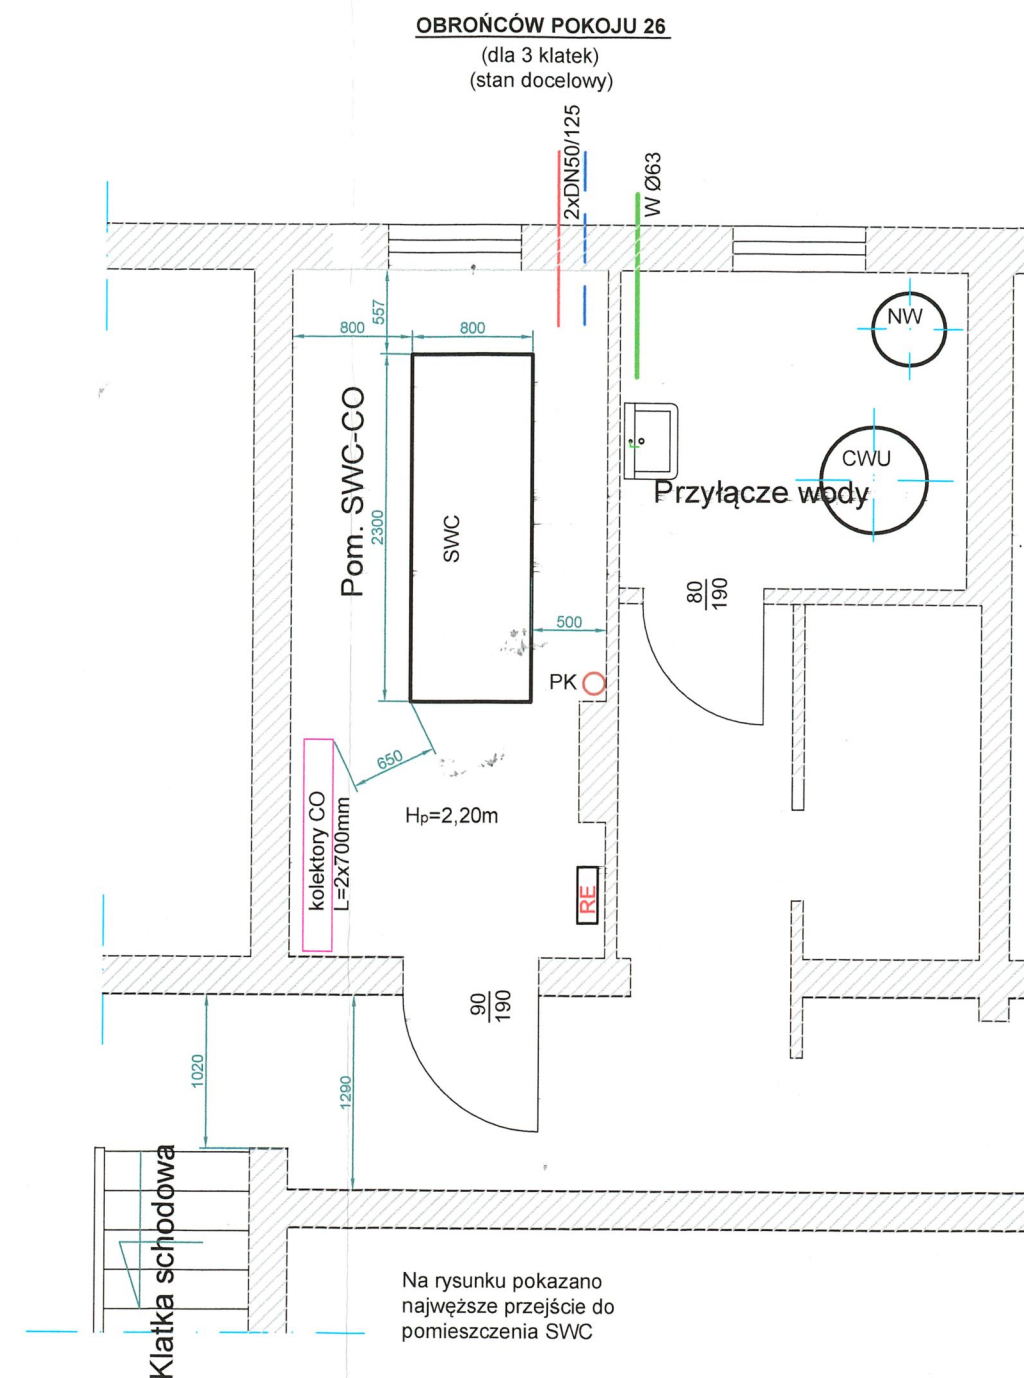 OBROŃCÓW POKOJU 26
(dla 3 klatek)
(stan docelowy)
2xDN50/125
W Ø63
557
800
800
NW
Pom. SWC-CO
2300
SWC
CWU
Przyłącze wody
80
190
500
PK
650
kolektory CO
L=2x700mm
Hp=2,20m
RE
90
190
1020
1290
Klatka schodowa
Na rysunku pokazano
najwęższe przejście do
pomieszczenia SWC